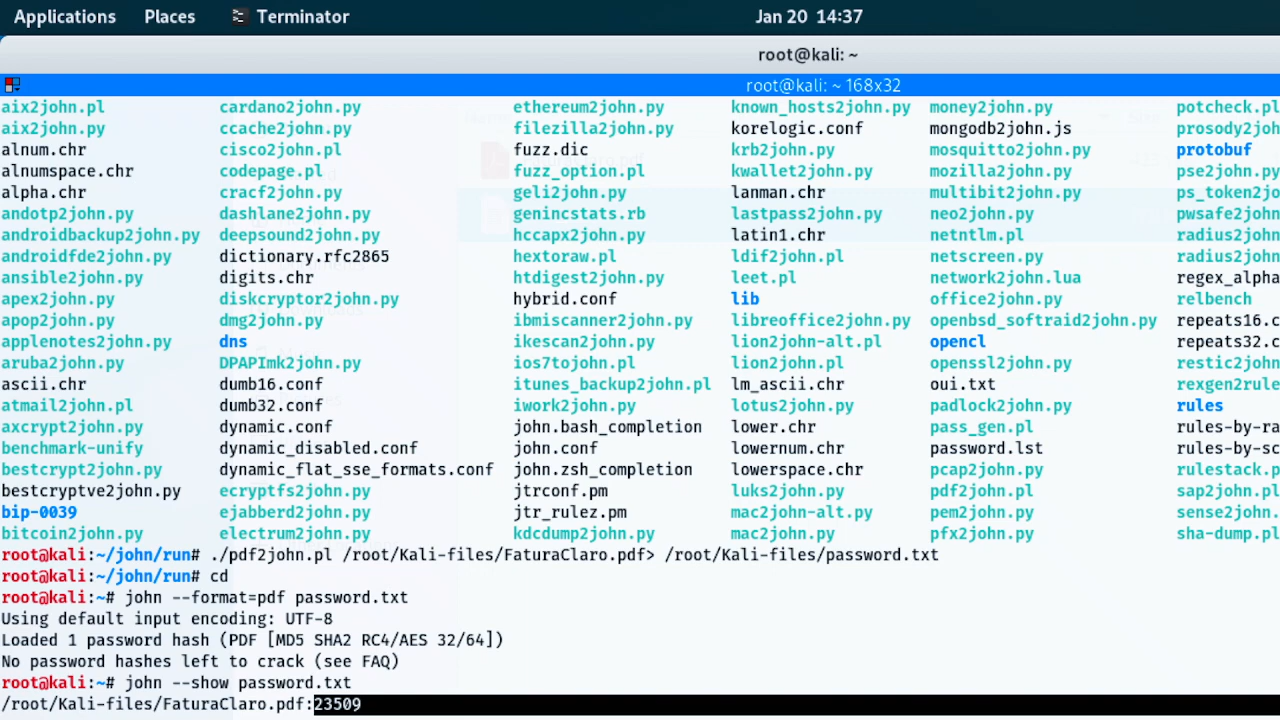 Applications Places Terminator Jan 20 14:37
root@kali: ~
root@kali: ~ 168x32
aix2john.pl cardano2john.py ethereum2john.py known_hosts2john.py money2john.py potcheck.pl
aix2john.py ccache2john.py filezilla2john.py korelogic.conf mongodb2john.js prosody2john
alnum.chr cisco2john.pl fuzz.dic krb2john.py mosquitto2john.py protobuf
alnumspace.chr codepage.pl fuzz_option.pl kwallet2john.py mozilla2john.py pse2john.py
alpha.chr cracf2john.py geli2john.py lanman.chr multibit2john.py ps_token2jo
andotp2john.py dashlane2john.py genincstats.rb lastpass2john.py neo2john.py pwsafe2john
androidbackup2john.py deepsound2john.py hccapx2john.py latin1.chr netntlm.pl radius2john
androidfde2john.py dictionary.rfc2865 hextoraw.pl ldif2john.pl netscreen.py radius2john
ansible2john.py digits.chr htdigest2john.py leet.pl network2john.lua regex_alpha
apex2john.py diskcryptor2john.py hybrid.conf lib office2john.py relbench
apop2john.py dmg2john.py ibmiscanner2john.py libreoffice2john.py openbsd_softraid2john.py repeats16.c
applenotes2john.py dns ikescan2john.py lion2john-alt.pl opencl repeats32.c
aruba2john.py DPAPImk2john.py ios7tojohn.pl lion2john.pl openssl2john.py restic2john
ascii.chr dumb16.conf itunes_backup2john.pl lm_ascii.chr oui.txt rexgen2rule
atmail2john.pl dumb32.conf iwork2john.py lotus2john.py padlock2john.py rules
axcrypt2john.py dynamic.conf john.bash_completion lower.chr pass_gen.pl rules-by-ra
benchmark-unify dynamic_disabled.conf john.conf lowernum.chr password.lst rules-by-sc
bestcrypt2john.py dynamic_flat_sse_formats.conf john.zsh_completion lowerspace.chr pcap2john.py rulestack.p
bestcryptve2john.py ecryptfs2john.py jtrconf.pm luks2john.py pdf2john.pl sap2john.pl
bip-0039 ejabberd2john.py jtr_rulez.pm mac2john-alt.py pem2john.py sense2john.
bitcoin2john.py electrum2john.py kdcdump2john.py mac2john.py pfx2john.py sha-dump.pl
root@kali:~/john/run# ./pdf2john.pl /root/Kali-files/FaturaClaro.pdf> /root/Kali-files/password.txt
root@kali:~/john/run# cd
root@kali:~# john --format=pdf password.txt
Using default input encoding: UTF-8
Loaded 1 password hash (PDF [MD5 SHA2 RC4/AES 32/64])
No password hashes left to crack (see FAQ)
root@kali:~# john --show password.txt
/root/Kali-files/FaturaClaro.pdf:23509